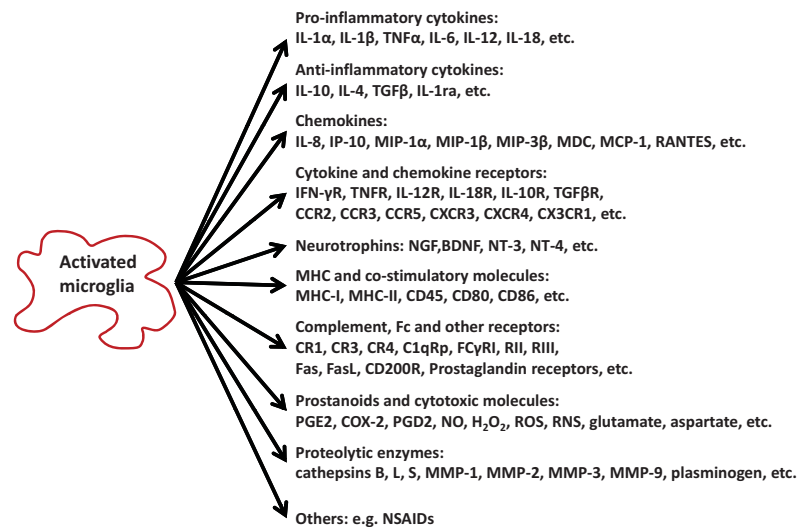 Activated
microglia
Pro-inflammatory cytokines:
IL-1α, IL-1β, TNFα, IL-6, IL-12, IL-18, etc.
Anti-inflammatory cytokines:
IL-10, IL-4, TGFβ, IL-1ra, etc.
Chemokines:
IL-8, IP-10, MIP-1α, MIP-1β, MIP-3β, MDC, MCP-1, RANTES, etc.
Cytokine and chemokine receptors:
IFN-γR, TNFR, IL-12R, IL-18R, IL-10R, TGFβR,
CCR2, CCR3, CCR5, CXCR3, CXCR4, CX3CR1, etc.
Neurotrophins: NGF,BDNF, NT-3, NT-4, etc.
MHC and co-stimulatory molecules:
MHC-I, MHC-II, CD45, CD80, CD86, etc.
Complement, Fc and other receptors:
CR1, CR3, CR4, C1qRp, FCγRI, RII, RIII,
Fas, FasL, CD200R, Prostaglandin receptors, etc.
Prostanoids and cytotoxic molecules:
PGE2, COX-2, PGD2, NO, H₂O₂, ROS, RNS, glutamate, aspartate, etc.
Proteolytic enzymes:
cathepsins B, L, S, MMP-1, MMP-2, MMP-3, MMP-9, plasminogen, etc.
Others: e.g. NSAIDs